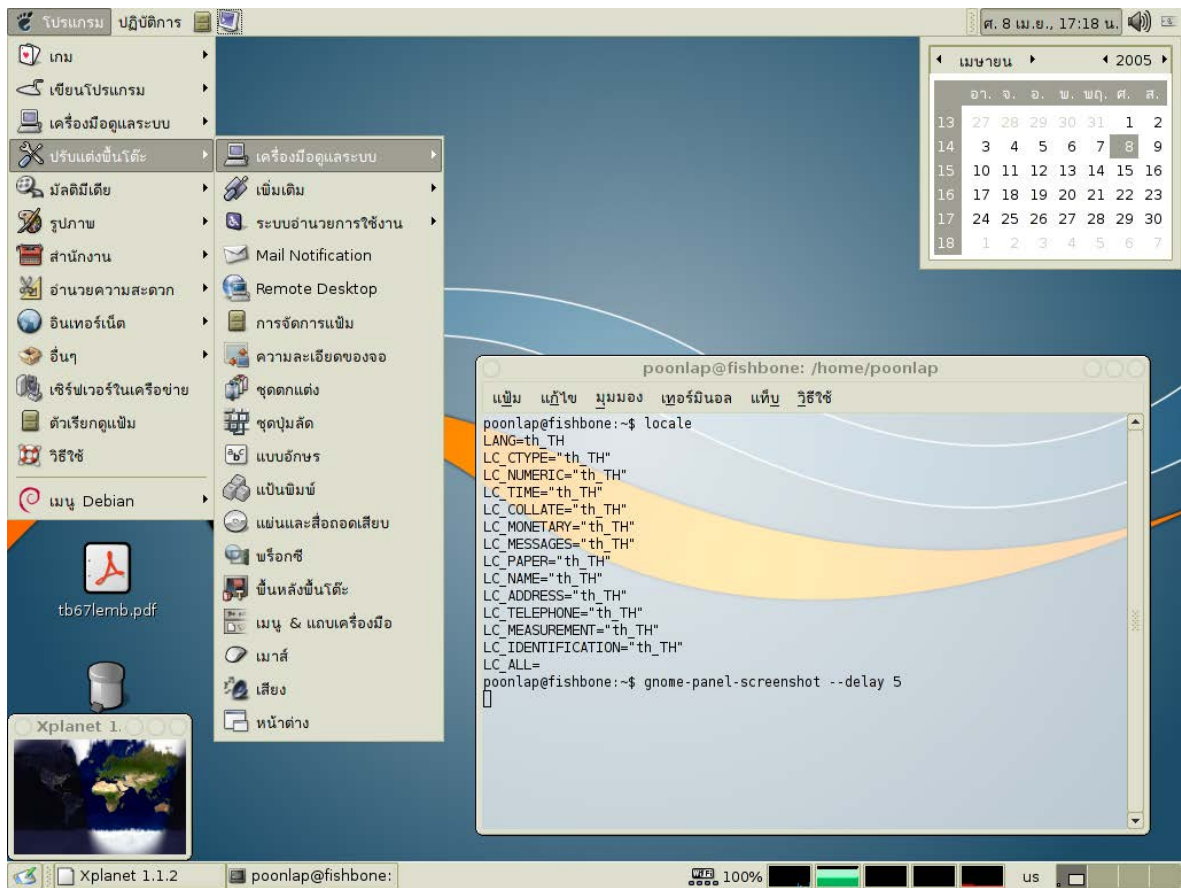 โปรแกรม ปฏิบัติการ
ศ. 8 เม.ย., 17:18 น.
เกม
เขียนโปรแกรม
เครื่องมือดูแลระบบ
ปรับแต่งพื้นโต๊ะ
มัลติมีเดีย
รูปภาพ
สำนักงาน
อำนวยความสะดวก
อินเทอร์เน็ต
อื่นๆ
เซิร์ฟเวอร์ในเครือข่าย
ตัวเรียกดูแฟ้ม
วิธีใช้
เมนู Debian
เครื่องมือดูแลระบบ
เพิ่มเติม
ระบบอำนวยการใช้งาน
Mail Notification
Remote Desktop
การจัดการแฟ้ม
ความละเอียดของจอ
ชุดตกแต่ง
ชุดปุ่มลัด
แบบอักษร
แป้นพิมพ์
แผ่นและสื่อถอดเสียบ
พร็อกซี
พื้นหลังพื้นโต๊ะ
เมนู & แถบเครื่องมือ
เมาส์
เสียง
หน้าต่าง
เมษายน 2005
อา. จ. อ. พ. พฤ. ศ. ส.
13 27 28 29 30 31 1 2
14 3 4 5 6 7 8 9
15 10 11 12 13 14 15 16
16 17 18 19 20 21 22 23
17 24 25 26 27 28 29 30
18 1 2 3 4 5 6 7
poonlap@fishbone: /home/poonlap
แฟ้ม แก้ไข มุมมอง เทอร์มินอล แท็บ วิธีใช้
poonlap@fishbone:~$ locale
LANG=th_TH
LC_CTYPE="th_TH"
LC_NUMERIC="th_TH"
LC_TIME="th_TH"
LC_COLLATE="th_TH"
LC_MONETARY="th_TH"
LC_MESSAGES="th_TH"
LC_PAPER="th_TH"
LC_NAME="th_TH"
LC_ADDRESS="th_TH"
LC_TELEPHONE="th_TH"
LC_MEASUREMENT="th_TH"
LC_IDENTIFICATION="th_TH"
LC_ALL=
poonlap@fishbone:~$ gnome-panel-screenshot --delay 5
tb67lemb.pdf
Xplanet 1.
Xplanet 1.1.2
poonlap@fishbone:
WiFi 100%
us